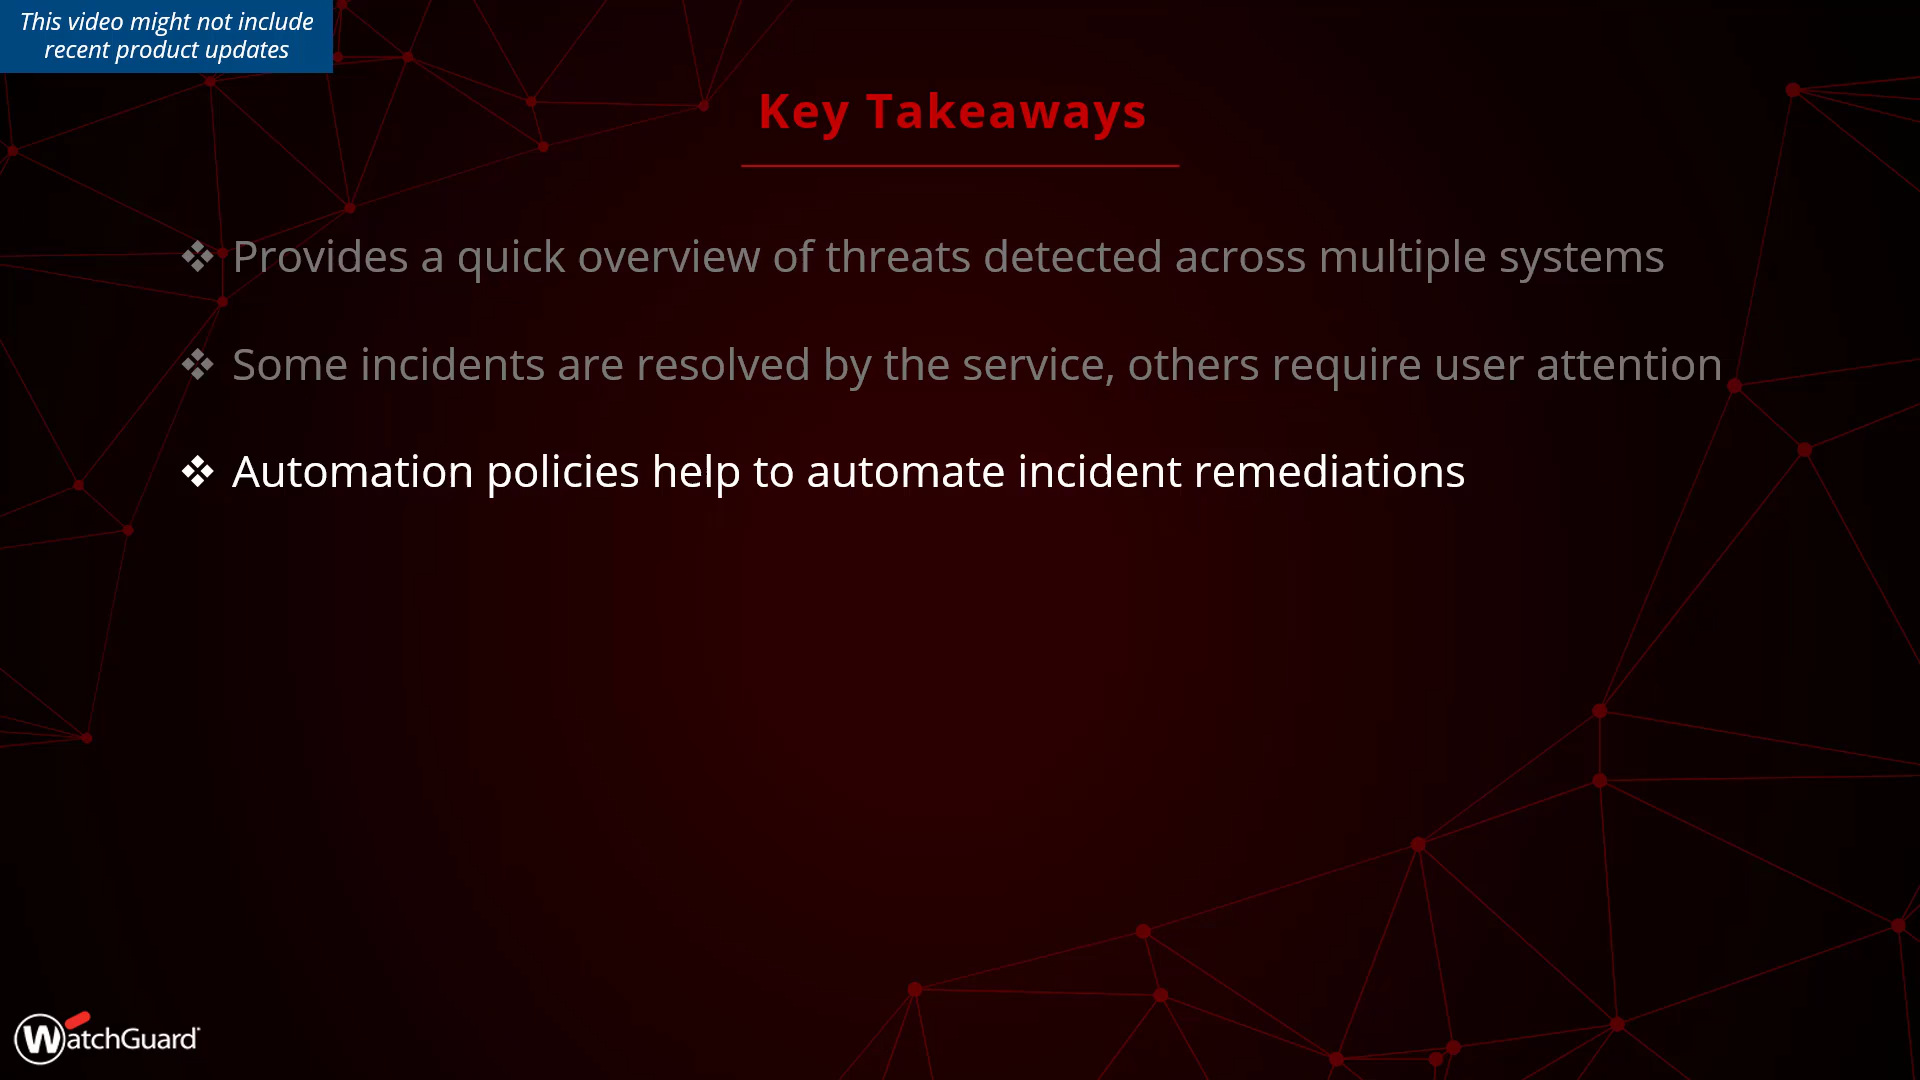 This video might not include
recent product updates
Key Takeaways
❖ Provides a quick overview of threats detected across multiple systems
❖ Some incidents are resolved by the service, others require user attention
❖ Automation policies help to automate incident remediations
WatchGuard